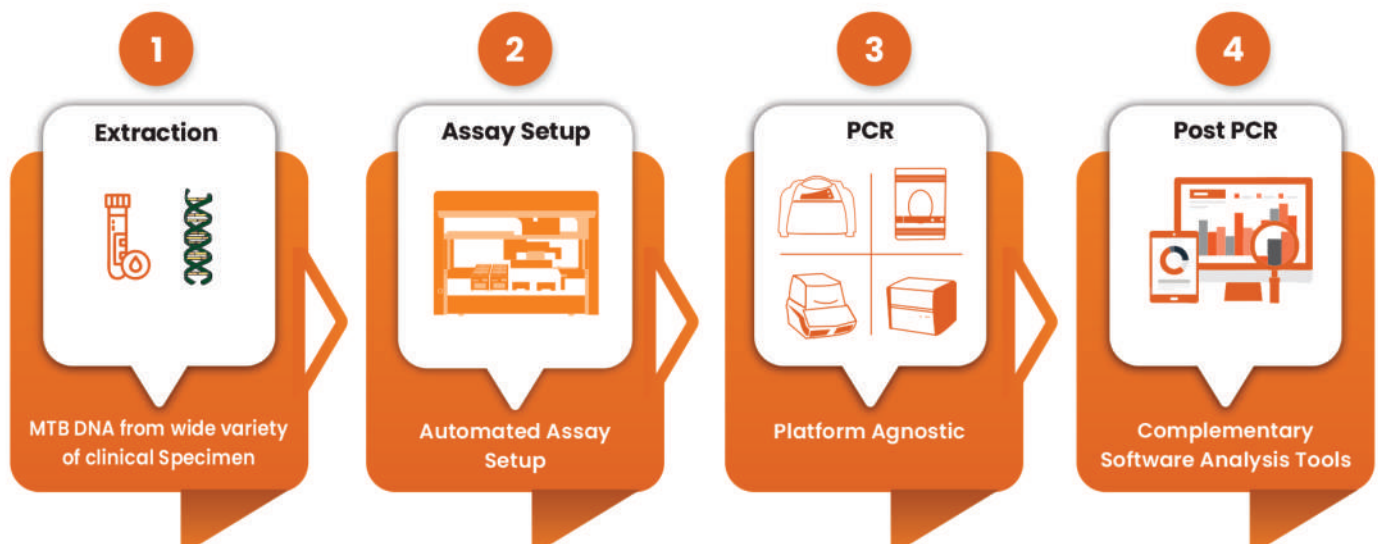 1
Extraction
MTB DNA from wide variety
of clinical Specimen
2
Assay Setup
Automated Assay
Setup
3
PCR
Platform Agnostic
4
Post PCR
Complementary
Software Analysis Tools